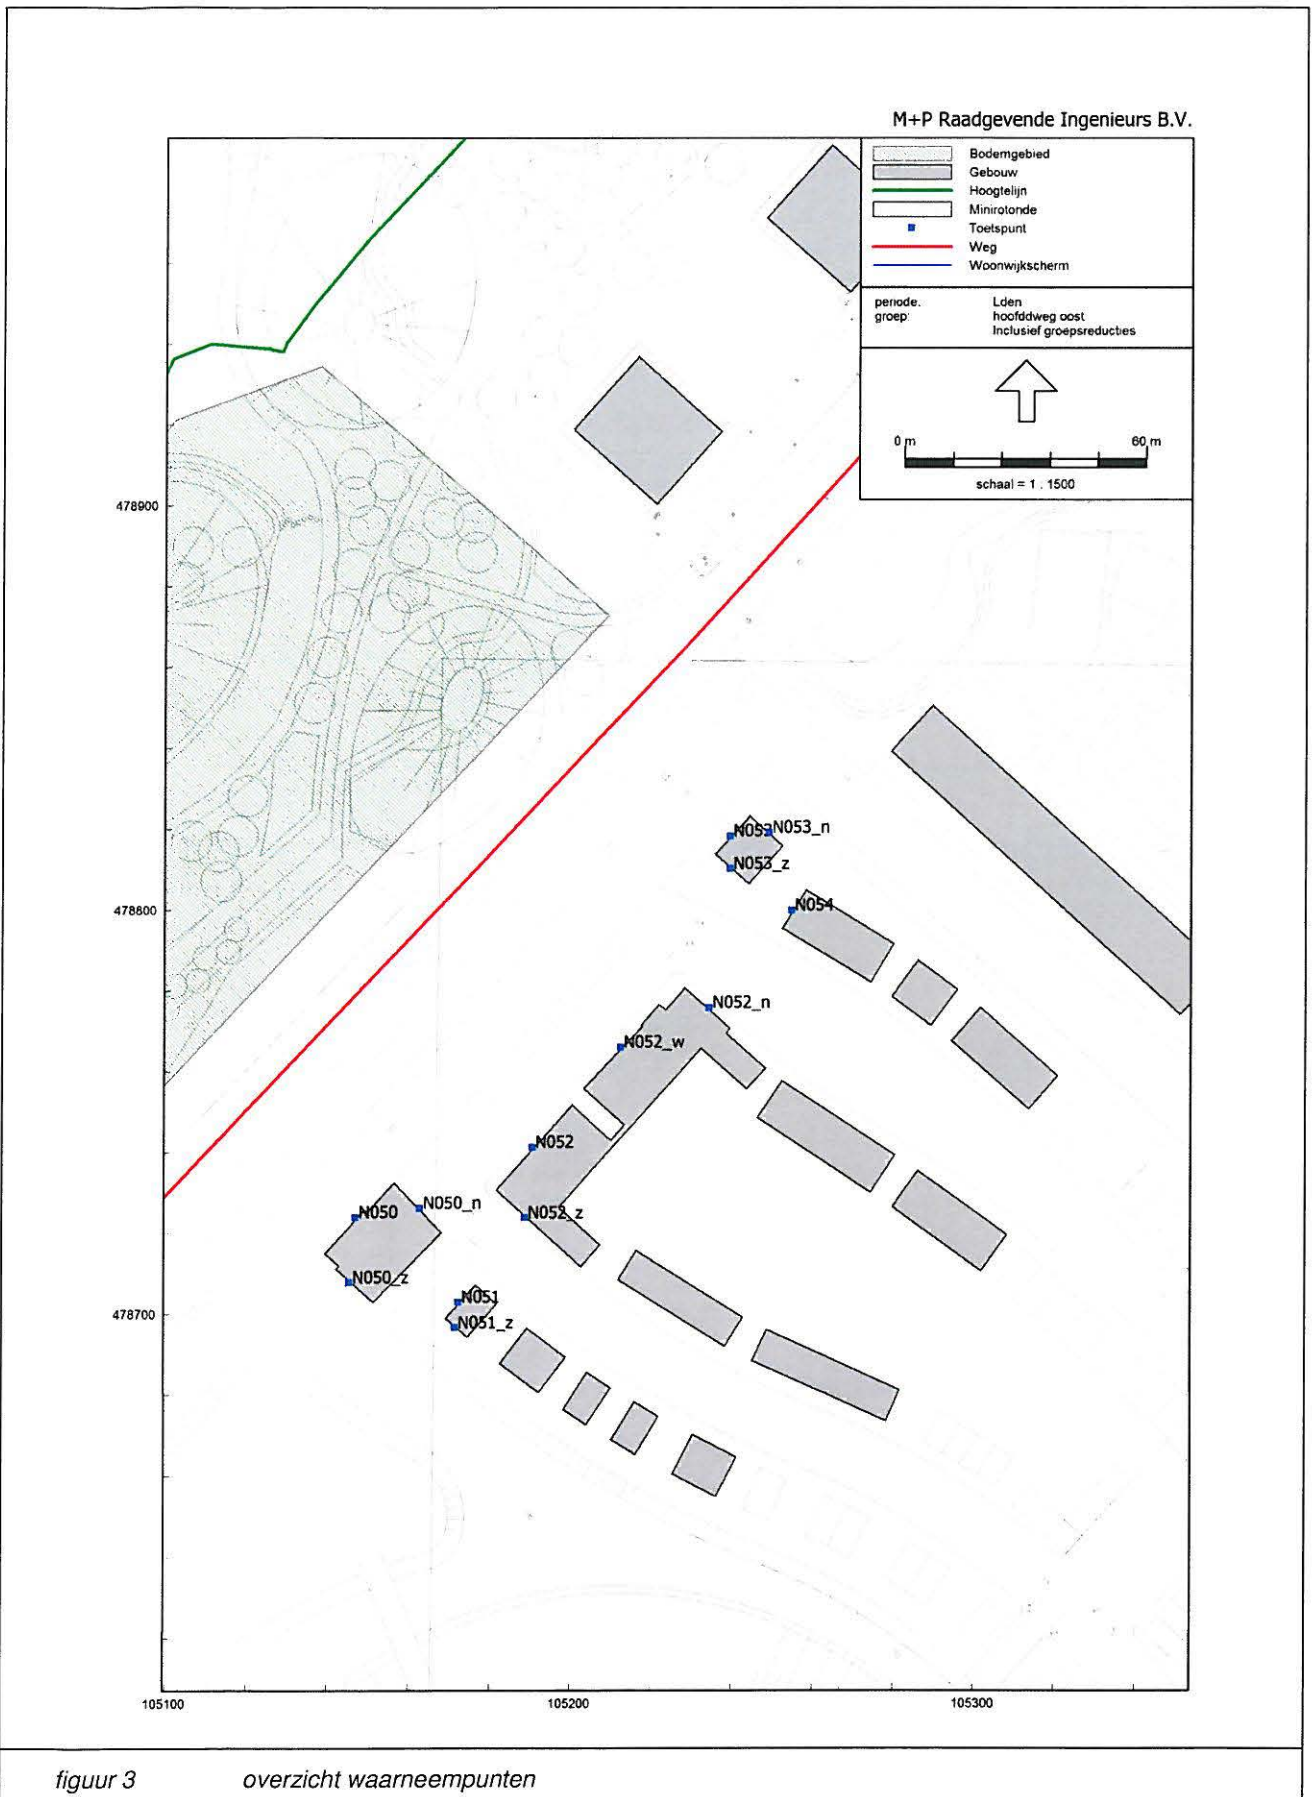 M+P Raadgevende Ingenieurs B.V.
Bodemgebied
Gebouw
Hoogtelijn
Minirotonde
Toetspunt
Weg
Woonwijkscherm
periode. Lden
groep: hoofddweg oost
Inclusief groepsreducties
0 m 60 m
schaal = 1 . 1500
478900
N053 N053_n
N053_z
478800
N054
N052_n
N052_w
N052
N050_n
N050 N052_z
N050_z
N051
478700
N051_z
105100 105200 105300
figuur 3 overzicht waarneempunten